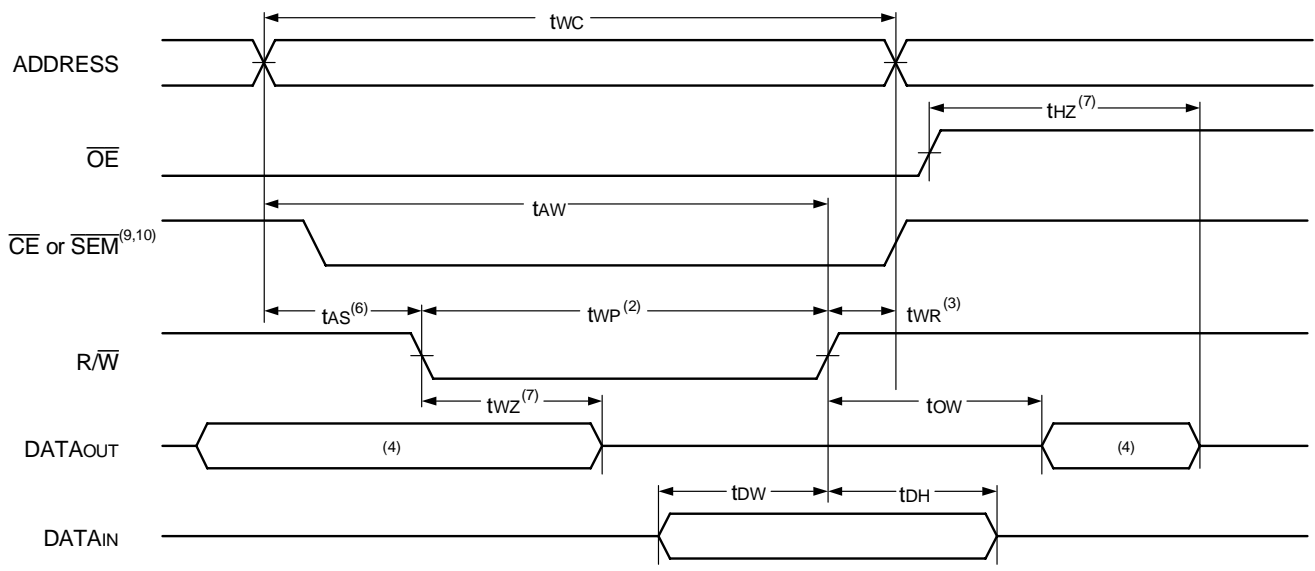 tWC
ADDRESS
tHZ(7)
OE
tAW
CE or SEM(9,10)
tAS(6)
tWP(2)
tWR(3)
R/W
tWZ(7)
tOW
DATAOUT
(4)
(4)
tDW
tDH
DATAIN